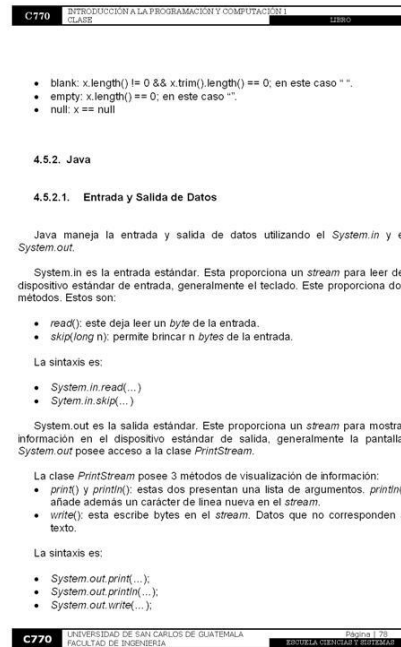 C770
INTRODUCCIÓN A LA PROGRAMACIÓN Y COMPUTACIÓN 1
CLASE
LIBRO
• blank: x.length() != 0 && x.trim().length() == 0; en este caso “ “.
• empty: x.length() == 0; en este caso “”.
• null: x == null
4.5.2. Java
4.5.2.1. Entrada y Salida de Datos
Java maneja la entrada y salida de datos utilizando el System.in y e
System.out.
System.in es la entrada estándar. Esta proporciona un stream para leer de
dispositivo estándar de entrada, generalmente el teclado. Este proporciona do
métodos. Estos son:
• read(): este deja leer un byte de la entrada.
• skip(long n): permite brincar n bytes de la entrada.
La sintaxis es:
• System.in.read(...)
• Sytem.in.skip(...)
System.out es la salida estándar. Este proporciona un stream para mostra
información en el dispositivo estándar de salida, generalmente la pantalla
System.out posee acceso a la clase PrintStream.
La clase PrintStream posee 3 métodos de visualización de información:
• print() y println(): estas dos presentan una lista de argumentos. println(
añade además un carácter de línea nueva en el stream.
• write(): esta escribe bytes en el stream. Datos que no corresponden
texto.
La sintaxis es:
• System.out.print(...);
• System.out.println(...);
• System.out.write(...);
C770
UNIVERSIDAD DE SAN CARLOS DE GUATEMALA
FACULTAD DE INGENIERIA
Página | 78
ESCUELA CIENCIAS Y SISTEMAS